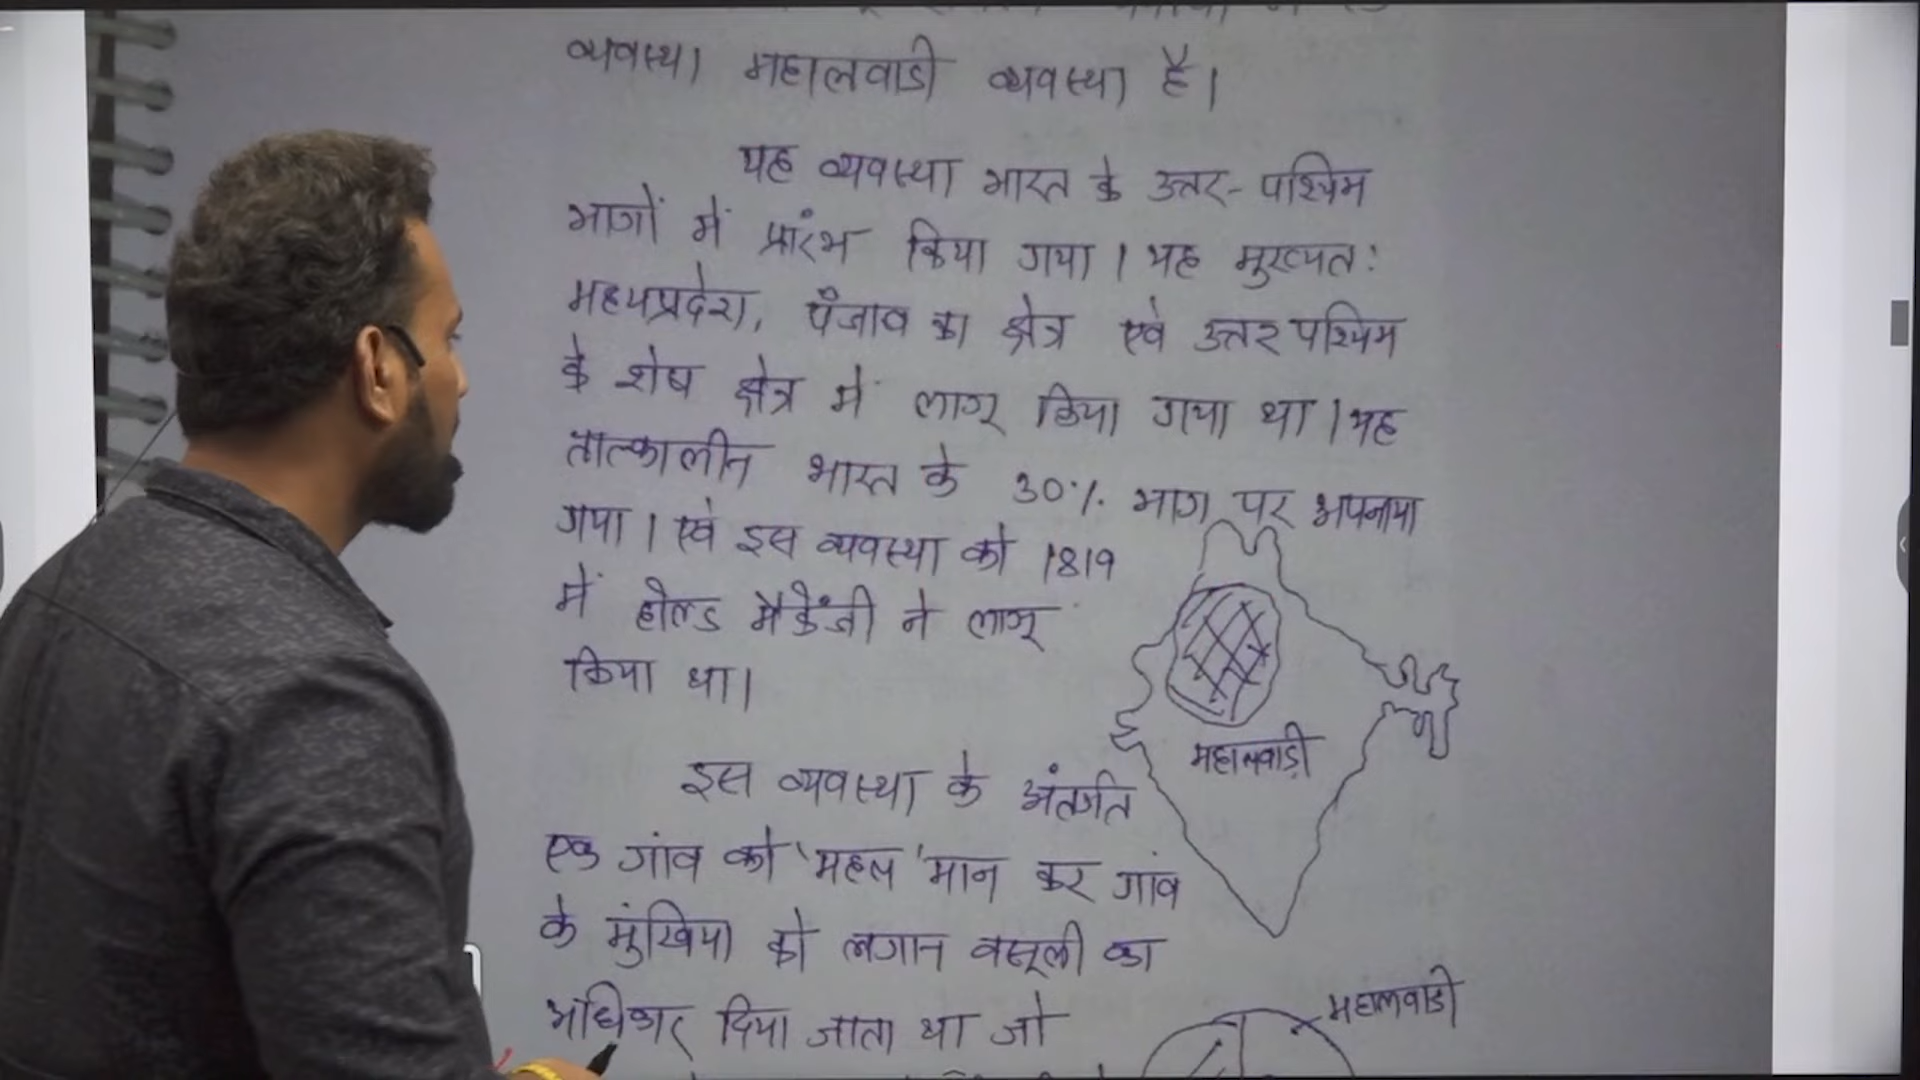 व्यवस्था महालवाडी व्यवस्था है।
यह व्यवस्था भारत के उत्तर-पश्चिम
भागों में प्रारंभ किया गया। यह मुख्यत:
मध्यप्रदेश, पंजाव का क्षेत्र एवं उत्तर पश्चिम
के शेष क्षेत्र में लागू किया गया था। यह
तात्कालीन भारत के 30% भाग पर अपनाया
गया। एवं इस व्यवस्था को 1819
में होल्ड मैकेंजी ने लागू
किया था।
महालवाड़ी
इस व्यवस्था के अंतर्गत
एक गांव को 'महल' मान कर गांव
के मुंखिया को लगान वसूली का
अधिकार दिया जाता था जो
महालवाडी